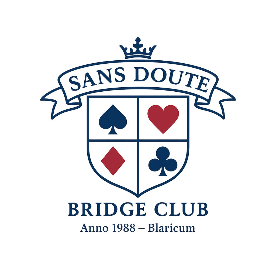 SANS DOUTE
BRIDGE CLUB
Anno 1988 – Blaricum